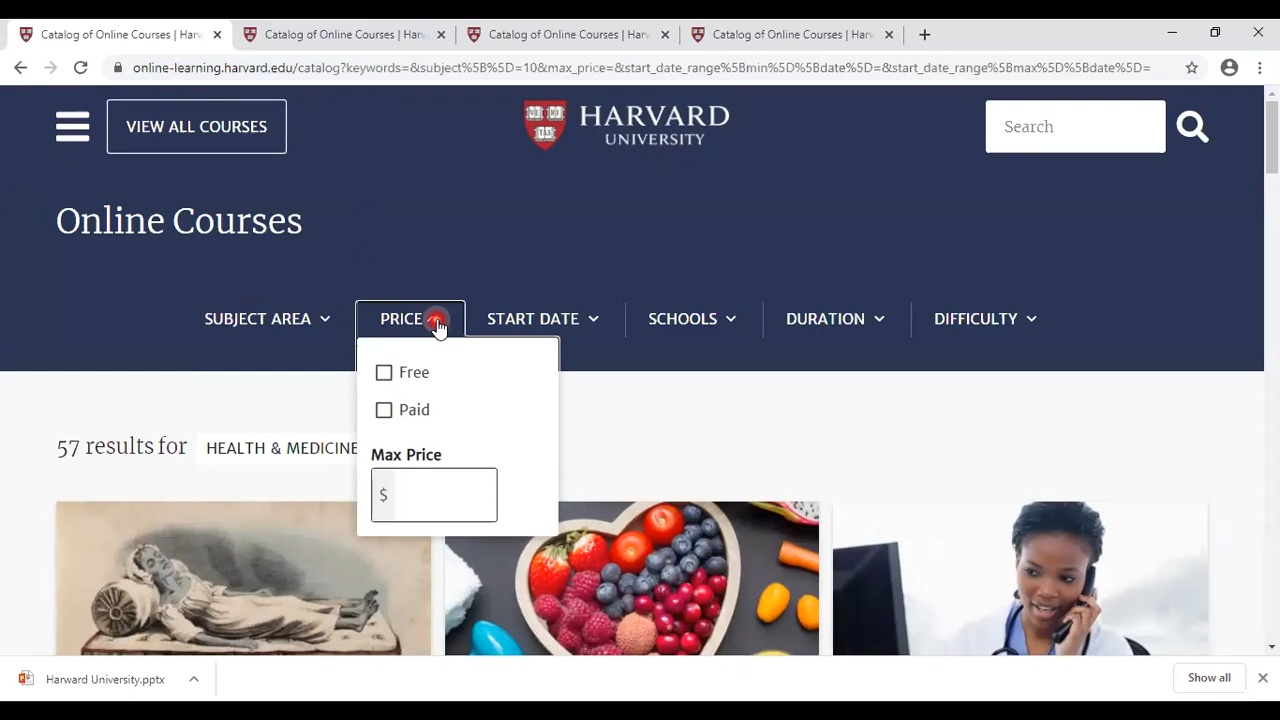 Catalog of Online Courses | Harv
Catalog of Online Courses | Harv
Catalog of Online Courses | Harv
Catalog of Online Courses | Harv
online-learning.harvard.edu/catalog?keywords=&subject%5B%5D=10&max_price=&start_date_range%5Bmin%5D%5Bdate%5D=&start_date_range%5Bmax%5D%5Bdate%5D=
VIEW ALL COURSES
HARVARD
UNIVERSITY
Search
Online Courses
SUBJECT AREA
PRICE
START DATE
SCHOOLS
DURATION
DIFFICULTY
Free
Paid
57 results for
HEALTH & MEDICINE
Max Price
$
Harward University.pptx
Show all